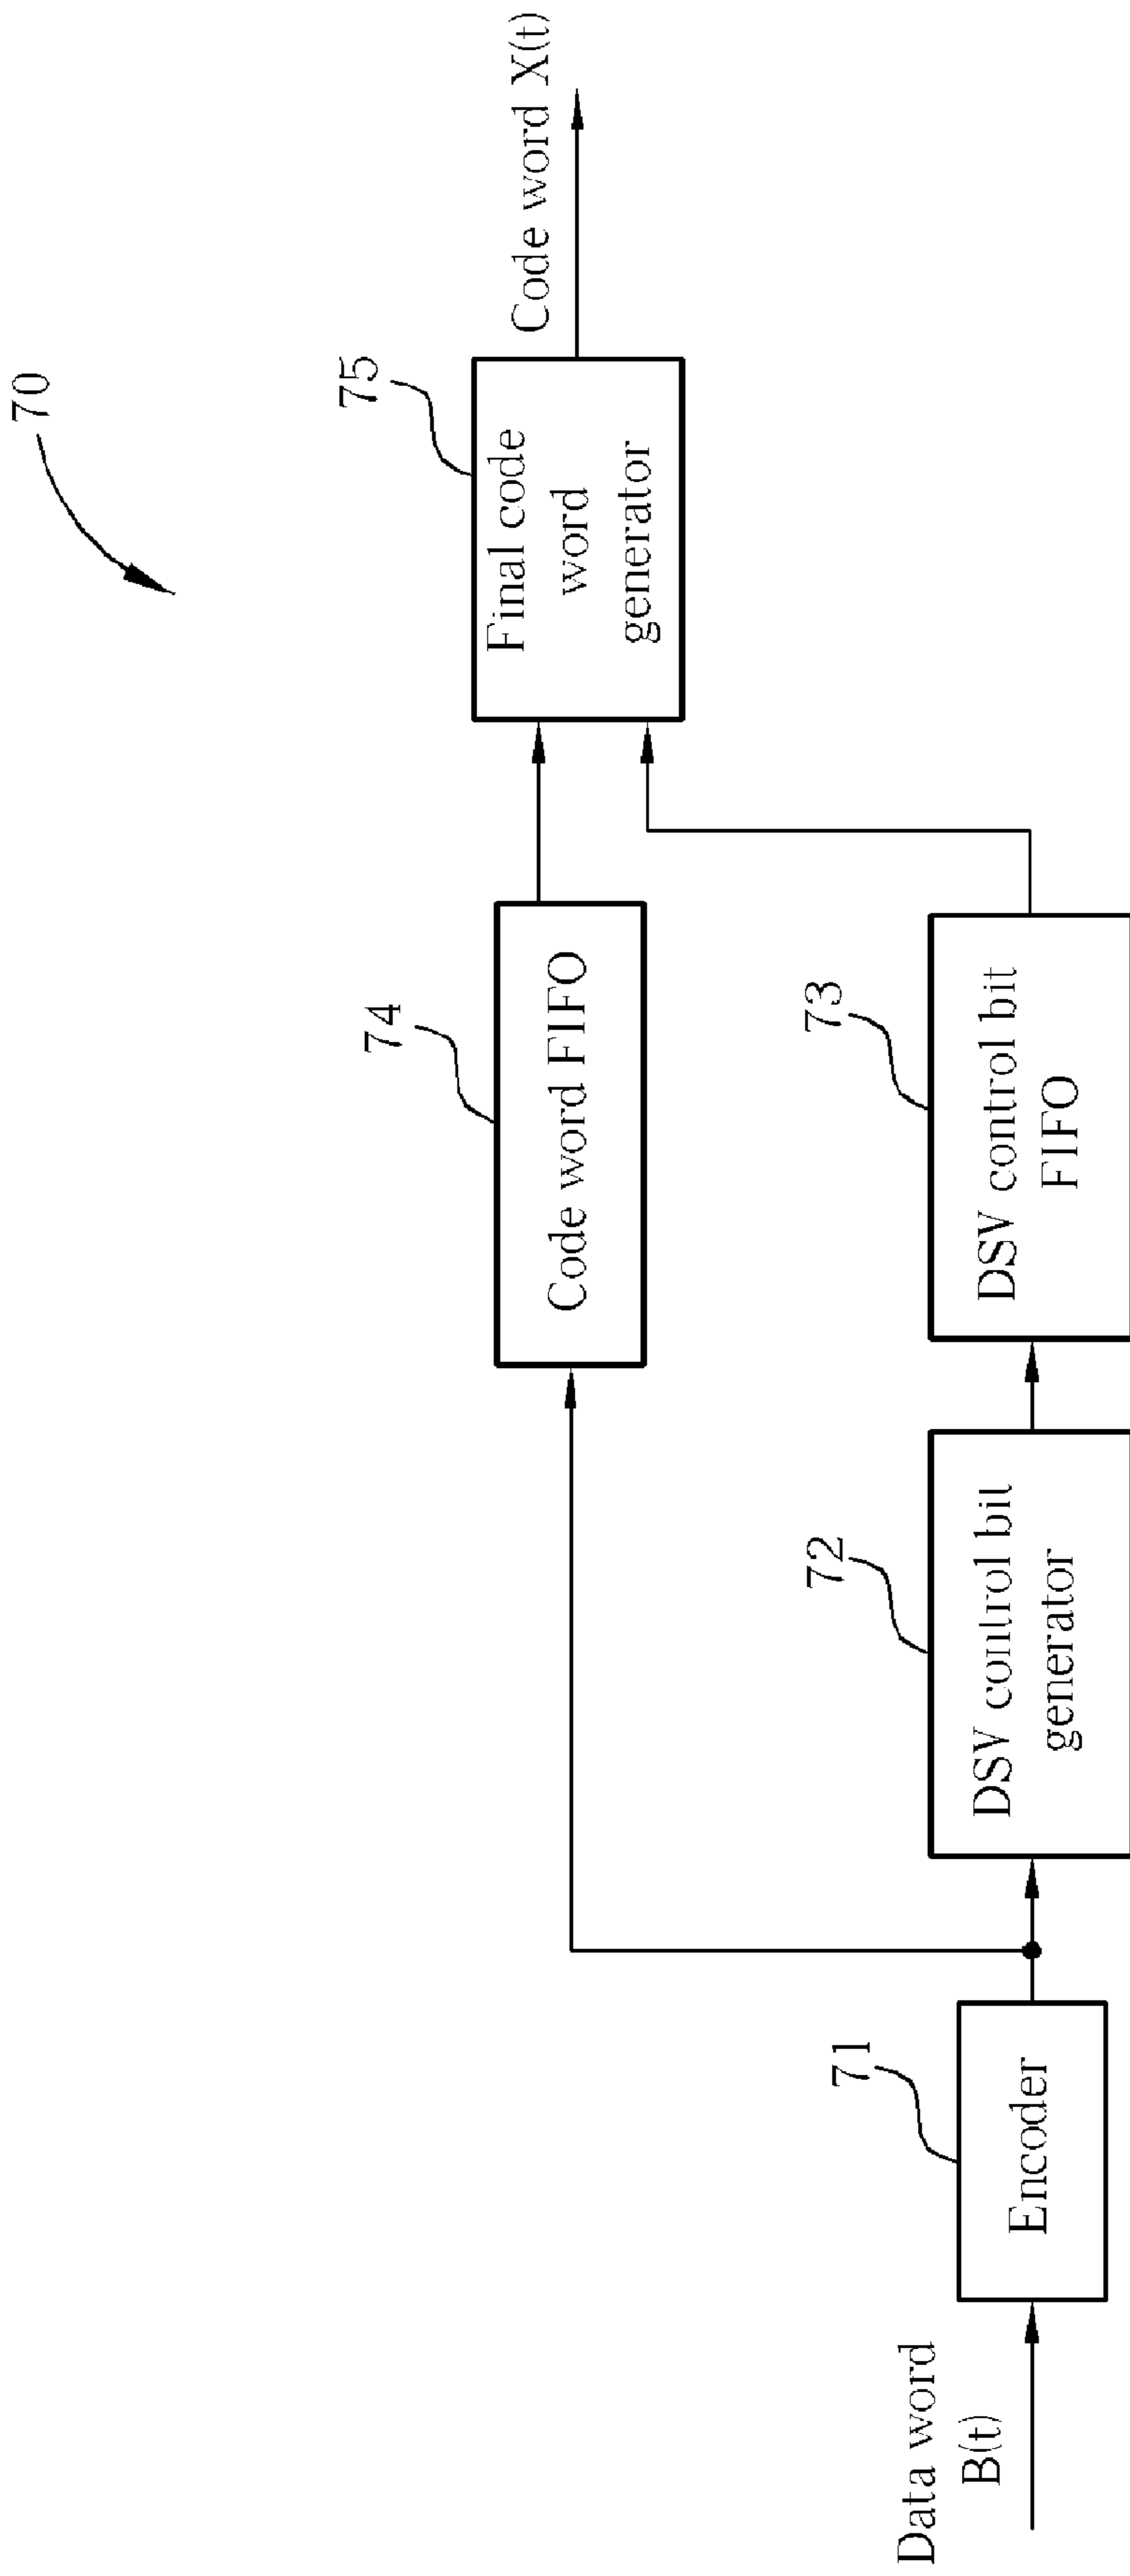 70
Code word X(t)
75
Final code
word
generator
74
Code word FIFO
73
DSV control bit
FIFO
72
DSV control bit
generator
71
Encoder
Data word
B(t)